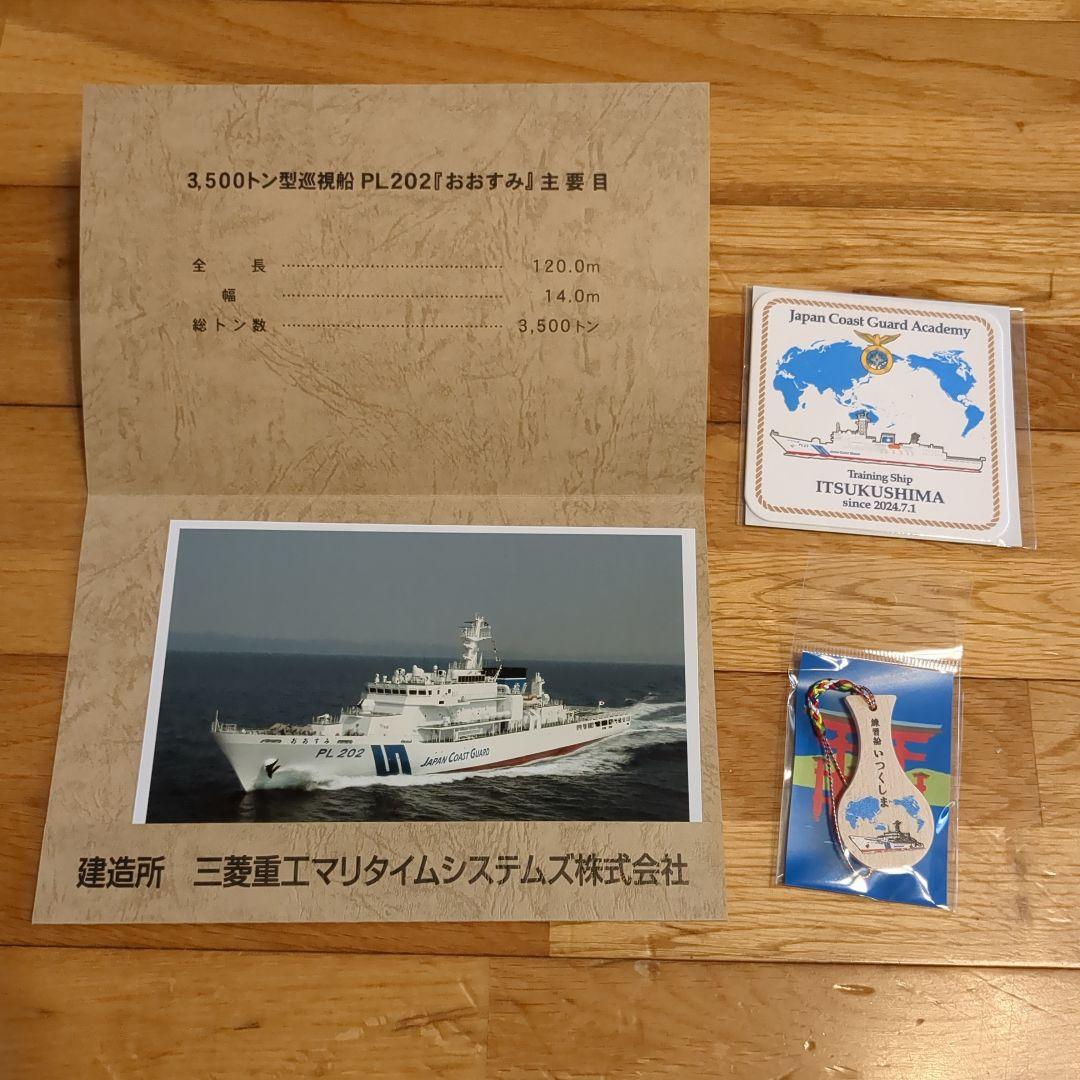 3,500トン型巡視船 PL202『おおすみ』主要目
全長 120.0m
幅 14.0m
総トン数 3,500トン
おおすみ
PL 202
JAPAN COAST GUARD
建造所 三菱重工マリタイムシステムズ株式会社
Japan Coast Guard Academy
Training Ship
ITSUKUSHIMA
since 2024.7.1
練習船 いつくしま